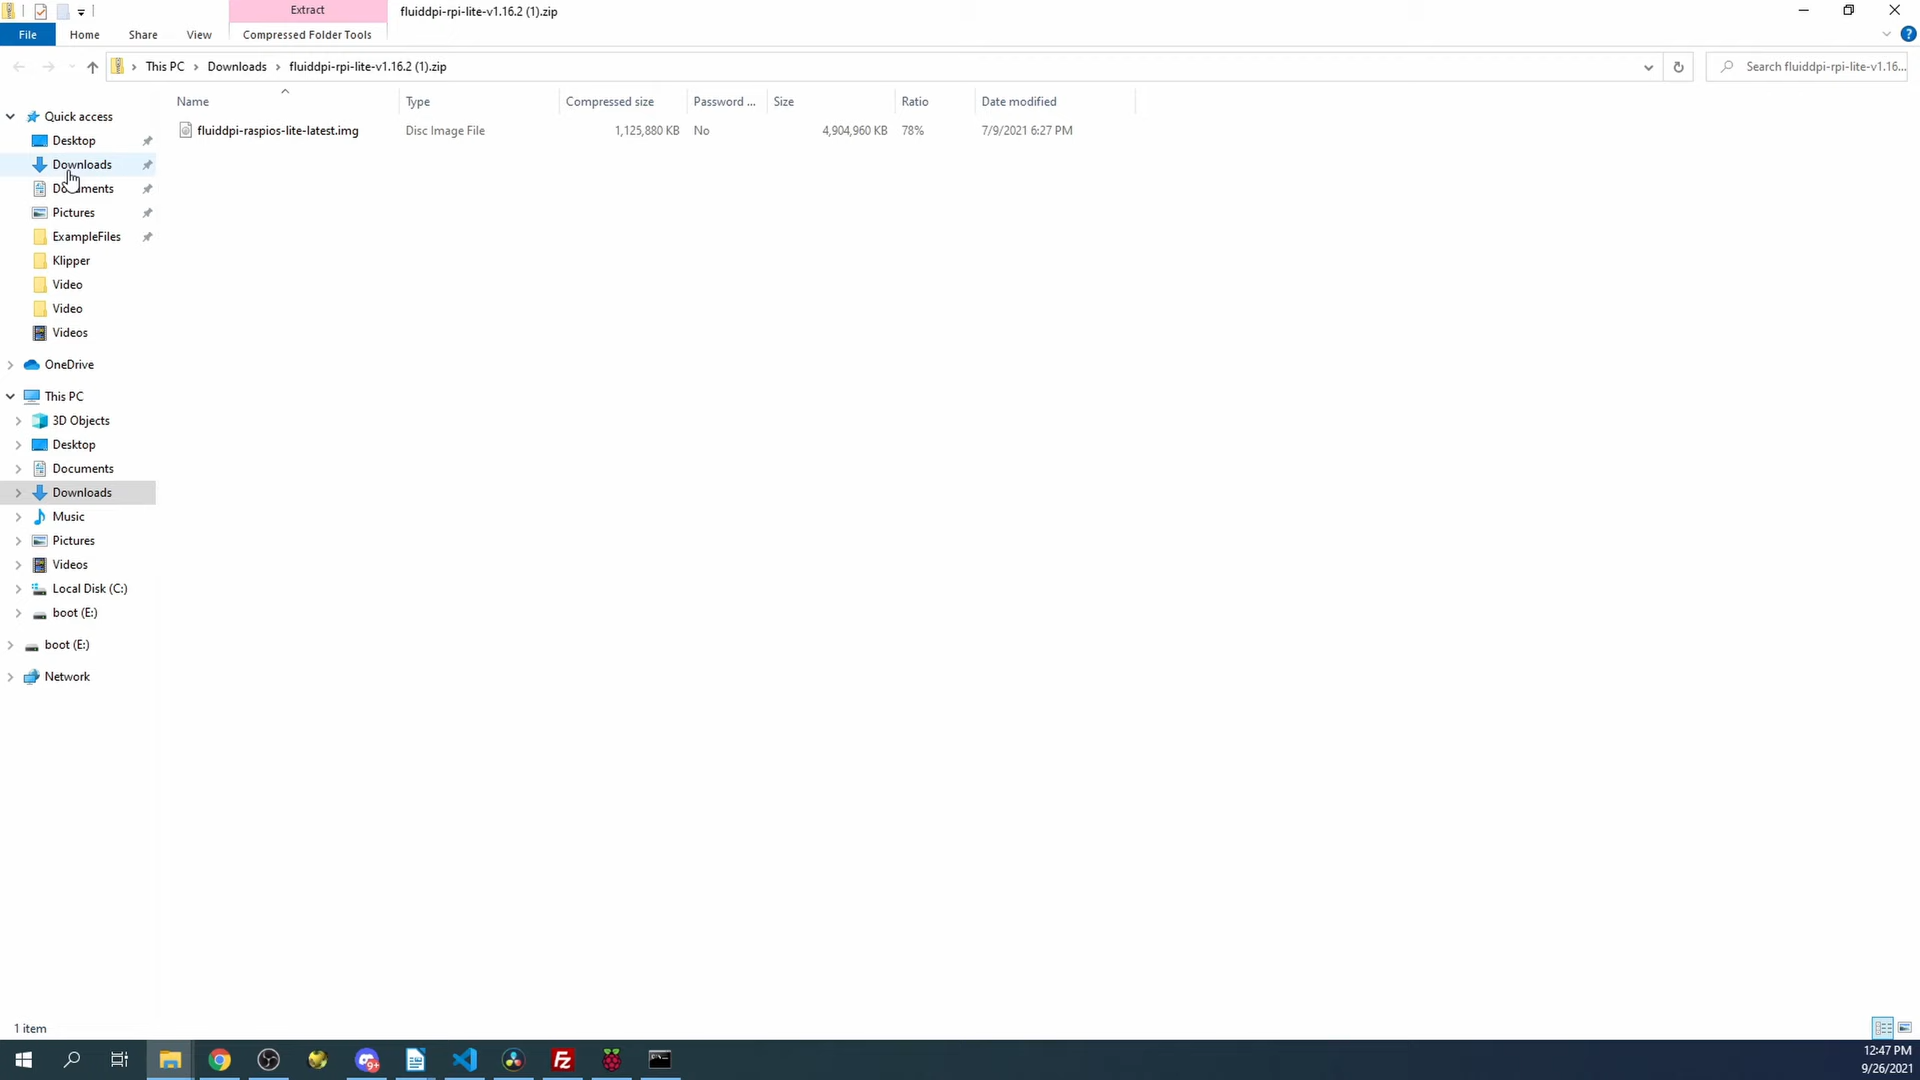 Extract
fluiddpi-rpi-lite-v1.16.2 (1).zip
File
Home
Share
View
Compressed Folder Tools
This PC
Downloads
fluiddpi-rpi-lite-v1.16.2 (1).zip
Search fluiddpi-rpi-lite-v1.16...
Name
Type
Compressed size
Password ...
Size
Ratio
Date modified
fluiddpi-raspios-lite-latest.img
Disc Image File
1,125,880 KB
No
4,904,960 KB
78%
7/9/2021 6:27 PM
Quick access
Desktop
Downloads
Documents
Pictures
ExampleFiles
Klipper
Video
Video
Videos
OneDrive
This PC
3D Objects
Desktop
Documents
Downloads
Music
Pictures
Videos
Local Disk (C:)
boot (E:)
boot (E:)
Network
1 item
9+
FZ
12:47 PM
9/26/2021